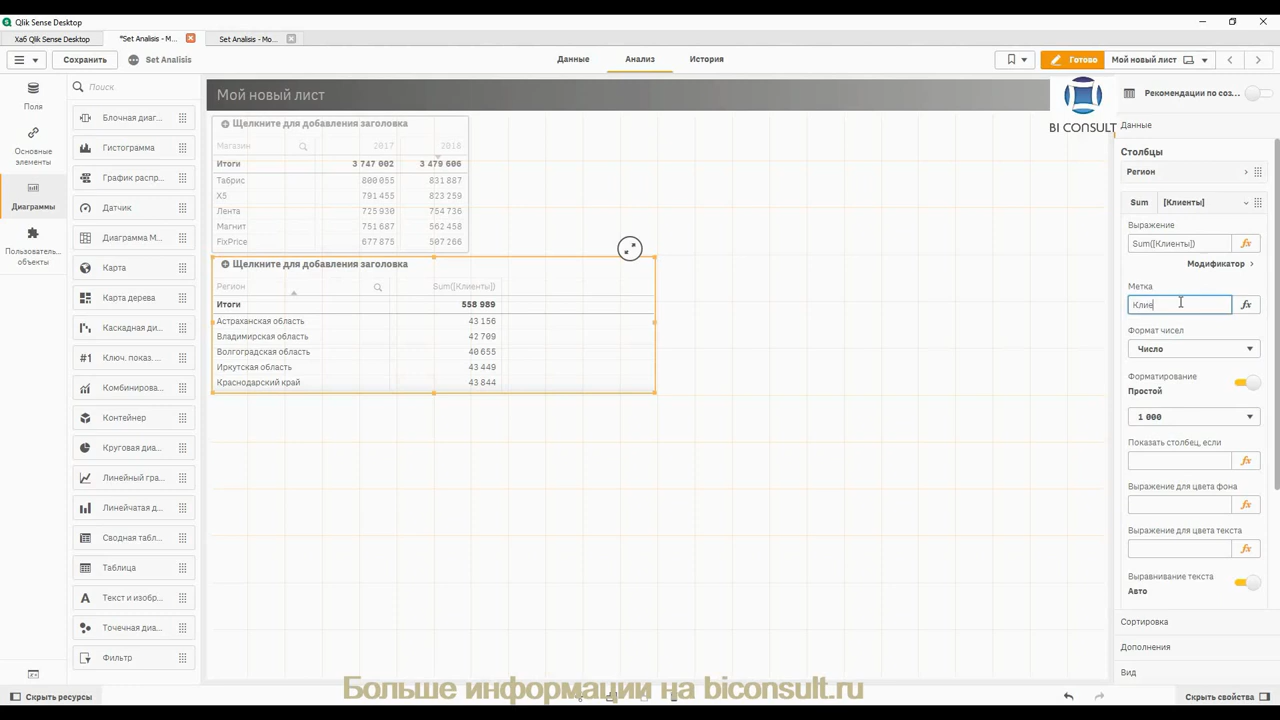 Qlik Sense Desktop
Хаб Qlik Sense Desktop
*Set Analisis - М...
Set Analisis - Мо...
Сохранить
Set Analisis
Данные
Анализ
История
Готово
Мой новый лист
Поля
Основные элементы
Диаграммы
Пользователь... объекты
Поиск
Блочная диаг...
Гистограмма
График распр...
Датчик
Диаграмма М...
Карта
Карта дерева
Каскадная ди...
#1 Ключ. показ. ...
Комбинирова...
Контейнер
Круговая диа...
Линейный гра...
Линейчатая д...
Сводная табл...
Таблица
A Текст и изобр...
Точечная диа...
Фильтр
Мой новый лист
Щелкните для добавления заголовка
Магазин 2017 2018
Итоги 3 747 002 3 479 606
Табрис 800 055 831 887
X5 791 455 823 259
Лента 725 930 754 736
Магнит 751 687 562 458
FixPrice 677 875 507 266
Щелкните для добавления заголовка
Регион Sum([Клиенты])
Итоги 558 989
Астраханская область 43 156
Владимирская область 42 709
Волгоградская область 40 655
Иркутская область 43 449
Краснодарский край 43 844
BI CONSULT
Рекомендации по соз...
Данные
Столбцы
Регион
Sum [Клиенты]
Выражение
Sum([Клиенты]) fx
Модификатор
Метка
Клие fx
Формат чисел
Число
Форматирование
Простой
1 000
Показать столбец, если
fx
Выражение для цвета фона
fx
Выражение для цвета текста
fx
Выравнивание текста
Авто
Сортировка
Дополнения
Вид
Скрыть ресурсы
Больше информации на biconsult.ru
Скрыть свойства